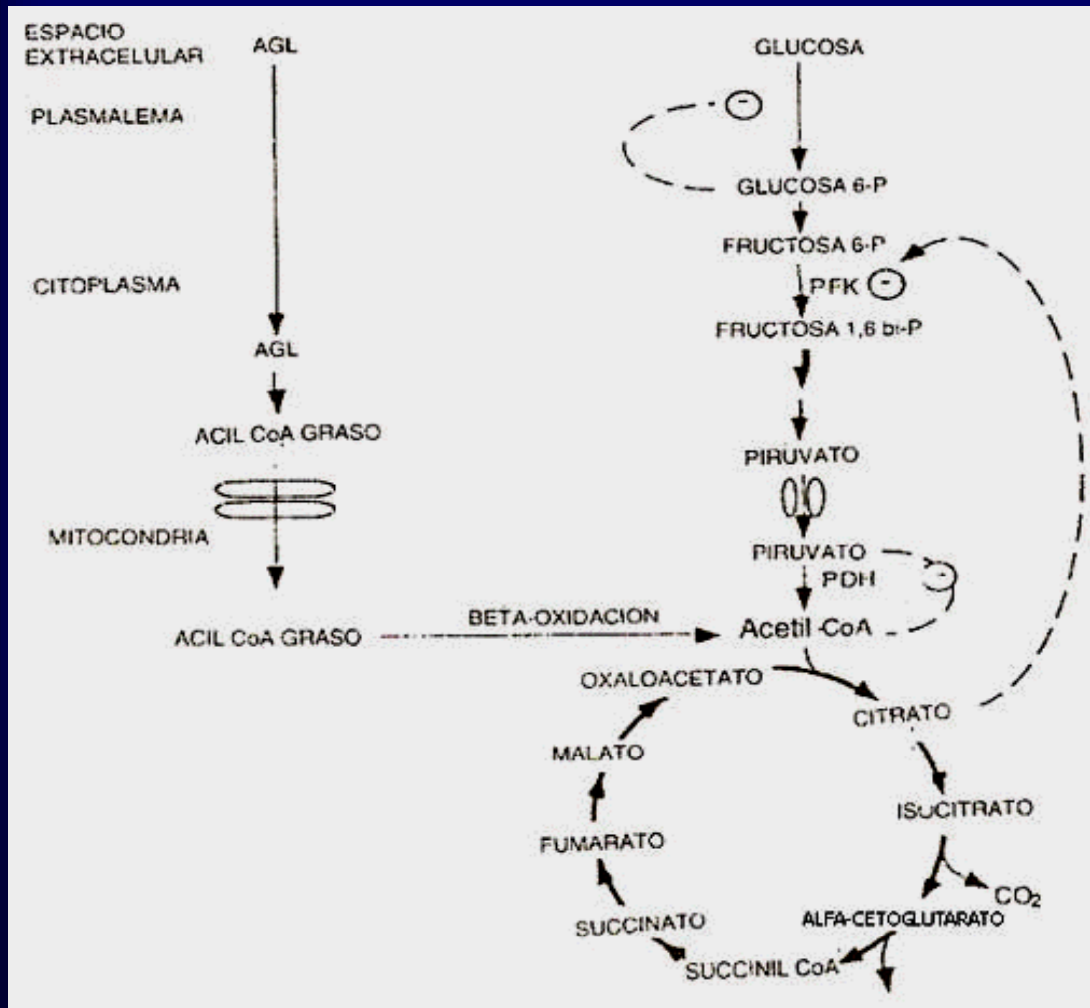 ESPACIO
EXTRACELULAR
AGL
GLUCOSA
PLASMALEMA
-
GLUCOSA 6-P
FRUCTOSA 6-P
CITOPLASMA
PFK -
FRUCTOSA 1,6 bi-P
AGL
ACIL CoA GRASO
PIRUVATO
MITOCONDRIA
PIRUVATO
PDH -
ACIL CoA GRASO
BETA-OXIDACION
Acetil-CoA
OXALOACETATO
CITRATO
MALATO
ISOCITRATO
FUMARATO
CO2
SUCCINATO
ALFA-CETOGLUTARATO
SUCCINIL CoA